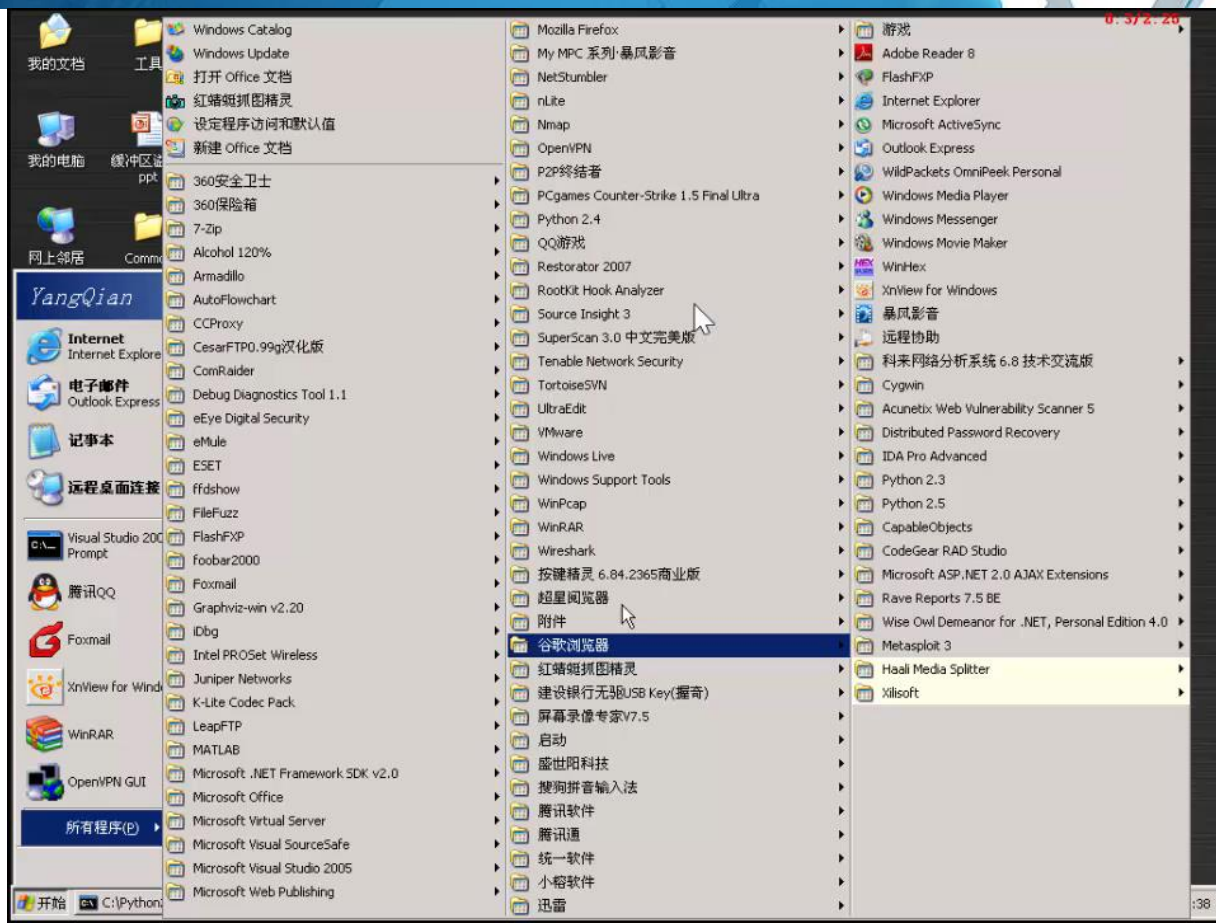 0:3/2:28
我的文档
工具
我的电脑
缓冲区溢
ppt
网上邻居
Commo
YangQian
Internet
Internet Explore
电子邮件
Outlook Express
记事本
远程桌面连接
Visual Studio 200
Prompt
腾讯QQ
Foxmail
XnView for Windo
WinRAR
OpenVPN GUI
所有程序(P)
开始
C:\Python
:38
Windows Catalog
Windows Update
打开 Office 文档
红蜻蜓抓图精灵
设定程序访问和默认值
新建 Office 文档
360安全卫士
360保险箱
7-Zip
Alcohol 120%
Armadillo
AutoFlowchart
CCProxy
CesarFTP0.99g汉化版
ComRaider
Debug Diagnostics Tool 1.1
eEye Digital Security
eMule
ESET
ffdshow
FileFuzz
FlashFXP
foobar2000
Foxmail
Graphviz-win v2.20
iDbg
Intel PROSet Wireless
Juniper Networks
K-Lite Codec Pack
LeapFTP
MATLAB
Microsoft .NET Framework SDK v2.0
Microsoft Office
Microsoft Virtual Server
Microsoft Visual SourceSafe
Microsoft Visual Studio 2005
Microsoft Web Publishing
Mozilla Firefox
My MPC 系列·暴风影音
NetStumbler
nLite
Nmap
OpenVPN
P2P终结者
PCgames Counter-Strike 1.5 Final Ultra
Python 2.4
QQ游戏
Restorator 2007
RootKit Hook Analyzer
Source Insight 3
SuperScan 3.0 中文完美版
Tenable Network Security
TortoiseSVN
UltraEdit
VMware
Windows Live
Windows Support Tools
WinPcap
WinRAR
Wireshark
按键精灵 6.84.2365商业版
超星阅览器
附件
谷歌浏览器
红蜻蜓抓图精灵
建设银行无驱USB Key(握奇)
屏幕录像专家V7.5
启动
盛世阳科技
搜狗拼音输入法
腾讯软件
腾讯通
统一软件
小榕软件
迅雷
游戏
Adobe Reader 8
FlashFXP
Internet Explorer
Microsoft ActiveSync
Outlook Express
WildPackets OmniPeek Personal
Windows Media Player
Windows Messenger
Windows Movie Maker
WinHex
XnView for Windows
暴风影音
远程协助
科来网络分析系统 6.8 技术交流版
Cygwin
Acunetix Web Vulnerability Scanner 5
Distributed Password Recovery
IDA Pro Advanced
Python 2.3
Python 2.5
CapableObjects
CodeGear RAD Studio
Microsoft ASP.NET 2.0 AJAX Extensions
Rave Reports 7.5 BE
Wise Owl Demeanor for .NET, Personal Edition 4.0
Metasploit 3
Haali Media Splitter
Xilisoft